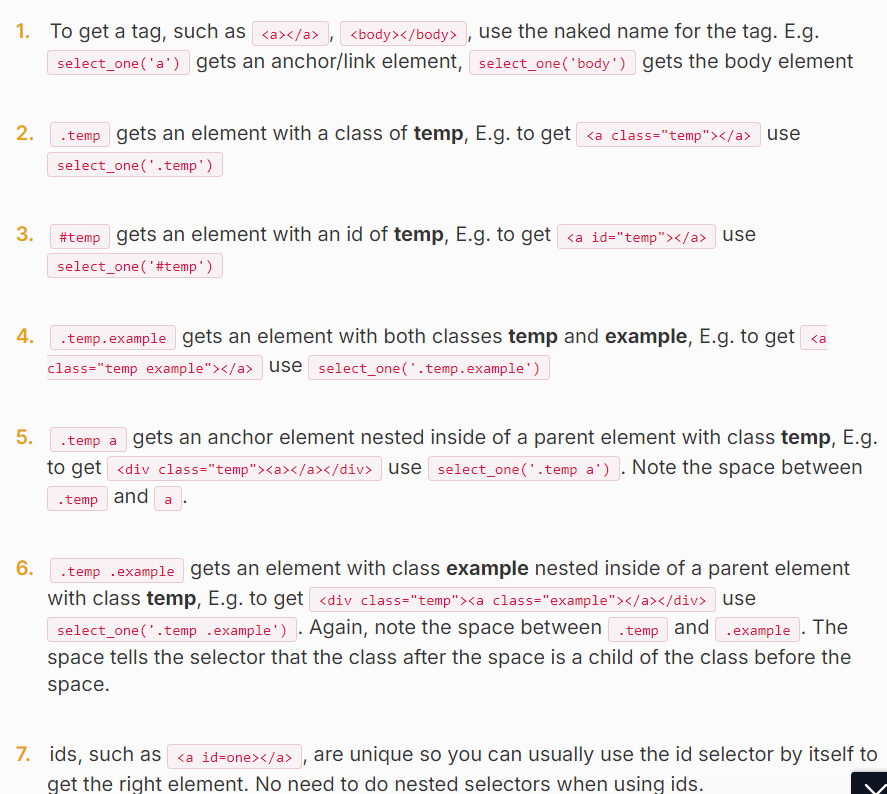 1. To get a tag, such as <a></a> , <body></body> , use the naked name for the tag. E.g.
select_one('a') gets an anchor/link element, select_one('body') gets the body element
2. .temp gets an element with a class of temp, E.g. to get <a class="temp"></a> use
select_one('.temp')
3. #temp gets an element with an id of temp, E.g. to get <a id="temp"></a> use
select_one('#temp')
4. .temp.example gets an element with both classes temp and example, E.g. to get <a
class="temp example"></a> use select_one('.temp.example')
5. .temp a gets an anchor element nested inside of a parent element with class temp, E.g.
to get <div class="temp"><a></a></div> use select_one('.temp a') . Note the space between
.temp and a .
6. .temp .example gets an element with class example nested inside of a parent element
with class temp, E.g. to get <div class="temp"><a class="example"></a></div> use
select_one('.temp .example') . Again, note the space between .temp and .example . The
space tells the selector that the class after the space is a child of the class before the
space.
7. ids, such as <a id=one></a> , are unique so you can usually use the id selector by itself to
get the right element. No need to do nested selectors when using ids.